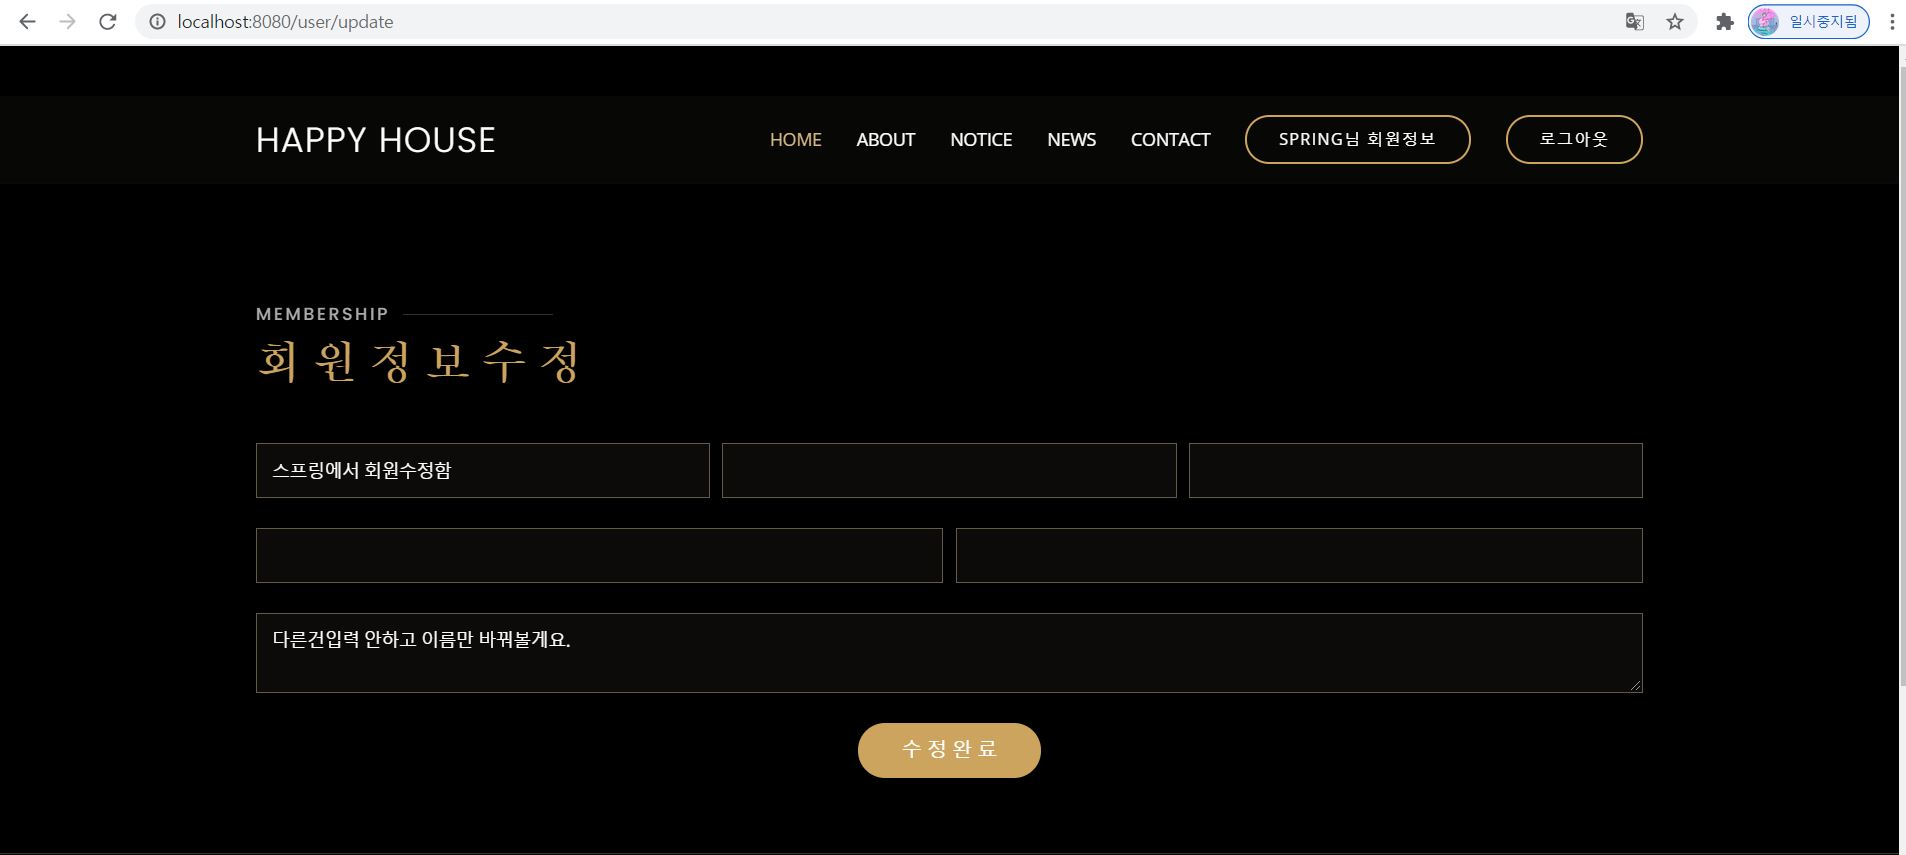 localhost:8080/user/update
일시중지됨
HAPPY HOUSE
HOME ABOUT NOTICE NEWS CONTACT SPRING님 회원정보 로그아웃
MEMBERSHIP
회원정보수정
스프링에서 회원수정함
다른건입력 안하고 이름만 바꿔볼게요.
수정완료